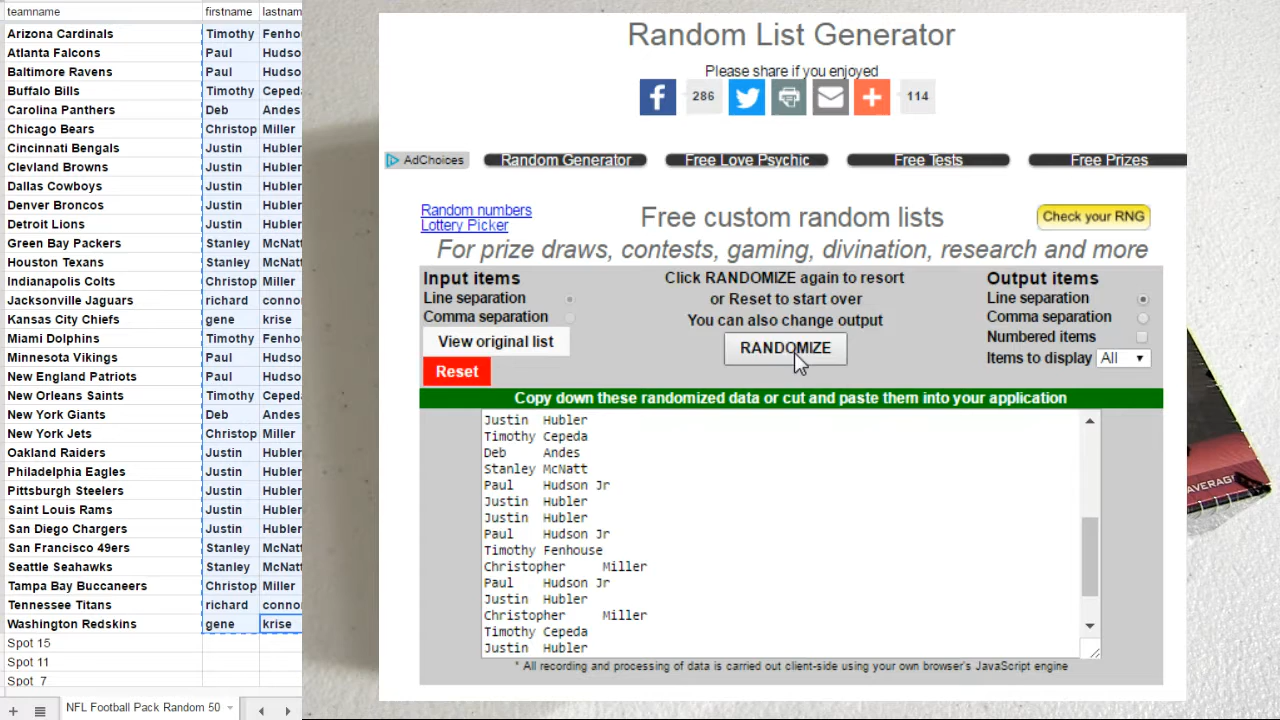 teamname firstname lastnam
Arizona Cardinals Timothy Fenhou
Atlanta Falcons Paul Hudso
Baltimore Ravens Paul Hudso
Buffalo Bills Timothy Ceped
Carolina Panthers Deb Andes
Chicago Bears Christop Miller
Cincinnati Bengals Justin Hubler
Clevland Browns Justin Hubler
Dallas Cowboys Justin Hubler
Denver Broncos Justin Hubler
Detroit Lions Justin Hubler
Green Bay Packers Stanley McNatt
Houston Texans Stanley McNatt
Indianapolis Colts Christop Miller
Jacksonville Jaguars richard connor
Kansas City Chiefs gene krise
Miami Dolphins Timothy Fenhou
Minnesota Vikings Paul Hudso
New England Patriots Paul Hudso
New Orleans Saints Timothy Ceped
New York Giants Deb Andes
New York Jets Christop Miller
Oakland Raiders Justin Hubler
Philadelphia Eagles Justin Hubler
Pittsburgh Steelers Justin Hubler
Saint Louis Rams Justin Hubler
San Diego Chargers Justin Hubler
San Francisco 49ers Stanley McNatt
Seattle Seahawks Stanley McNatt
Tampa Bay Buccaneers Christop Miller
Tennessee Titans richard connor
Washington Redskins gene krise
Spot 15
Spot 11
Spot 7
NFL Football Pack Random 50
Random List Generator
Please share if you enjoyed
286 114
AdChoices Random Generator Free Love Psychic Free Tests Free Prizes
Random numbers
Lottery Picker
Free custom random lists
Check your RNG
For prize draws, contests, gaming, divination, research and more
Input items
Line separation
Comma separation
View original list
Reset
Click RANDOMIZE again to resort
or Reset to start over
You can also change output
RANDOMIZE
Output items
Line separation
Comma separation
Numbered items
Items to display All
Copy down these randomized data or cut and paste them into your application
Justin Hubler
Timothy Cepeda
Deb Andes
Stanley McNatt
Paul Hudson Jr
Justin Hubler
Justin Hubler
Paul Hudson Jr
Timothy Fenhouse
Christopher Miller
Paul Hudson Jr
Justin Hubler
Christopher Miller
Timothy Cepeda
Justin Hubler
* All recording and processing of data is carried out client-side using your own browser's JavaScript engine
AVERAG